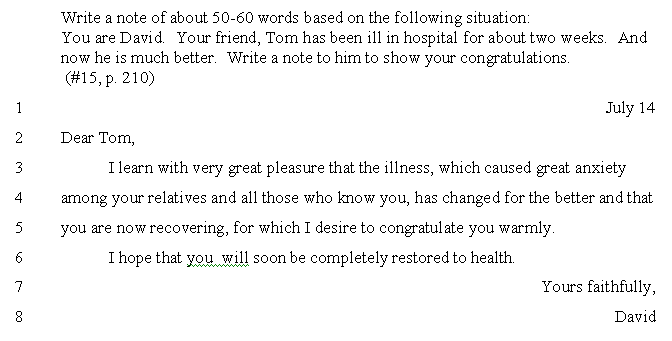 Write a note of about 50-60 words based on the following situation:
You are David. Your friend, Tom has been ill in hospital for about two weeks. And
now he is much better. Write a note to him to show your congratulations.
(#15, p. 210)
1 July 14
2 Dear Tom,
3 I learn with very great pleasure that the illness, which caused great anxiety
4 among your relatives and all those who know you, has changed for the better and that
5 you are now recovering, for which I desire to congratulate you warmly.
6 I hope that you will soon be completely restored to health.
7 Yours faithfully,
8 David